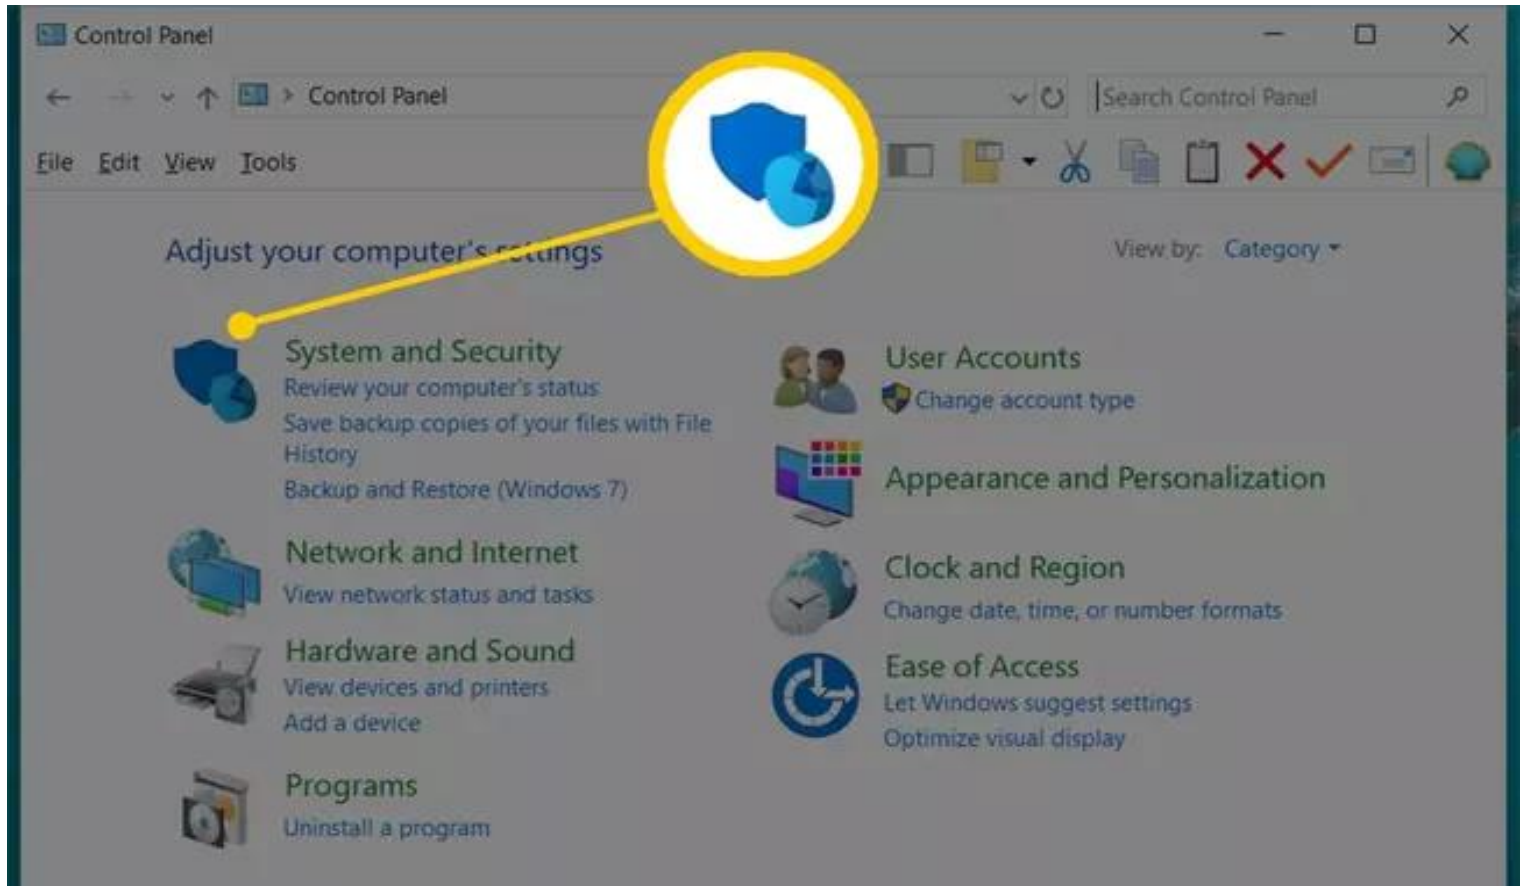 Control Panel
Control Panel
Search Control Panel
File Edit View Tools
Adjust your computer's settings
View by: Category
System and Security
Review your computer's status
Save backup copies of your files with File
History
Backup and Restore (Windows 7)
Network and Internet
View network status and tasks
Hardware and Sound
View devices and printers
Add a device
Programs
Uninstall a program
User Accounts
Change account type
Appearance and Personalization
Clock and Region
Change date, time, or number formats
Ease of Access
Let Windows suggest settings
Optimize visual display